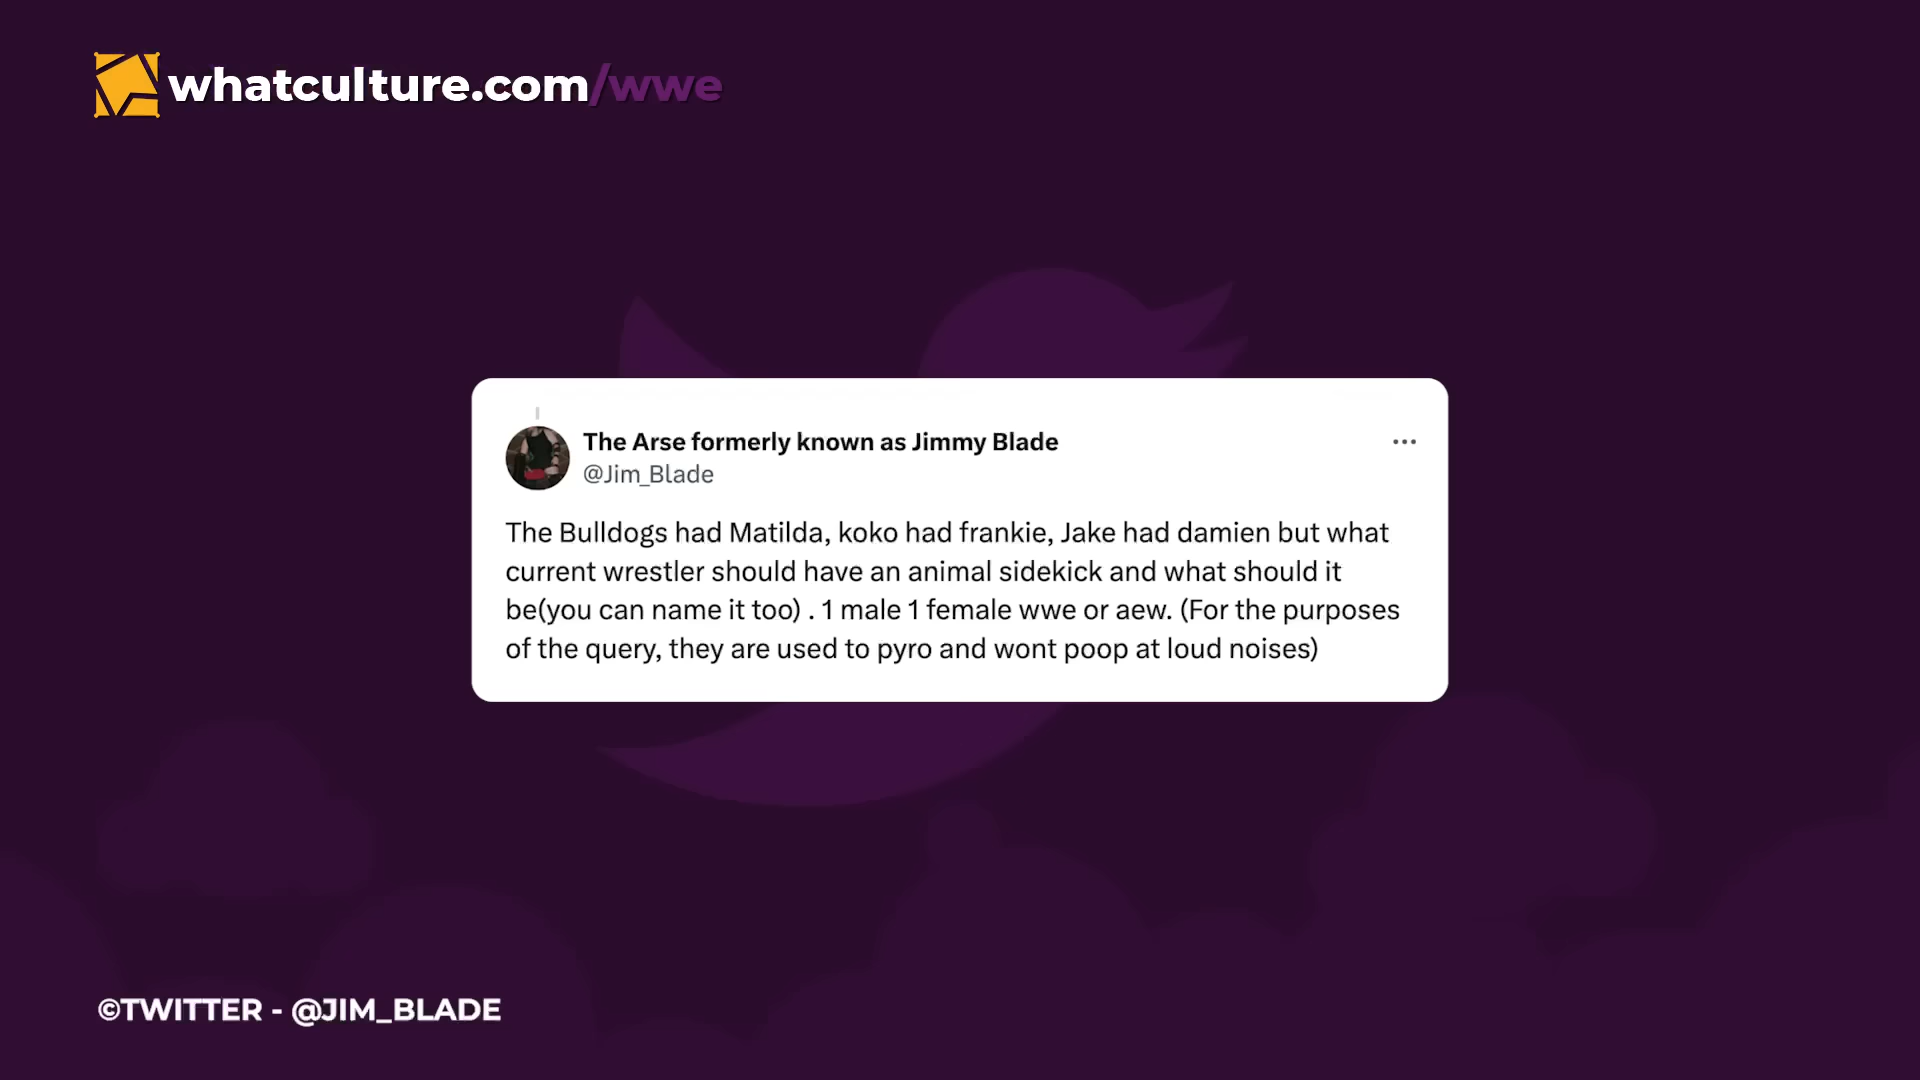 whatculture.com/wwe
The Arse formerly known as Jimmy Blade
@Jim_Blade
The Bulldogs had Matilda, koko had frankie, Jake had damien but what
current wrestler should have an animal sidekick and what should it
be(you can name it too) . 1 male 1 female wwe or aew. (For the purposes
of the query, they are used to pyro and wont poop at loud noises)
©TWITTER - @JIM_BLADE